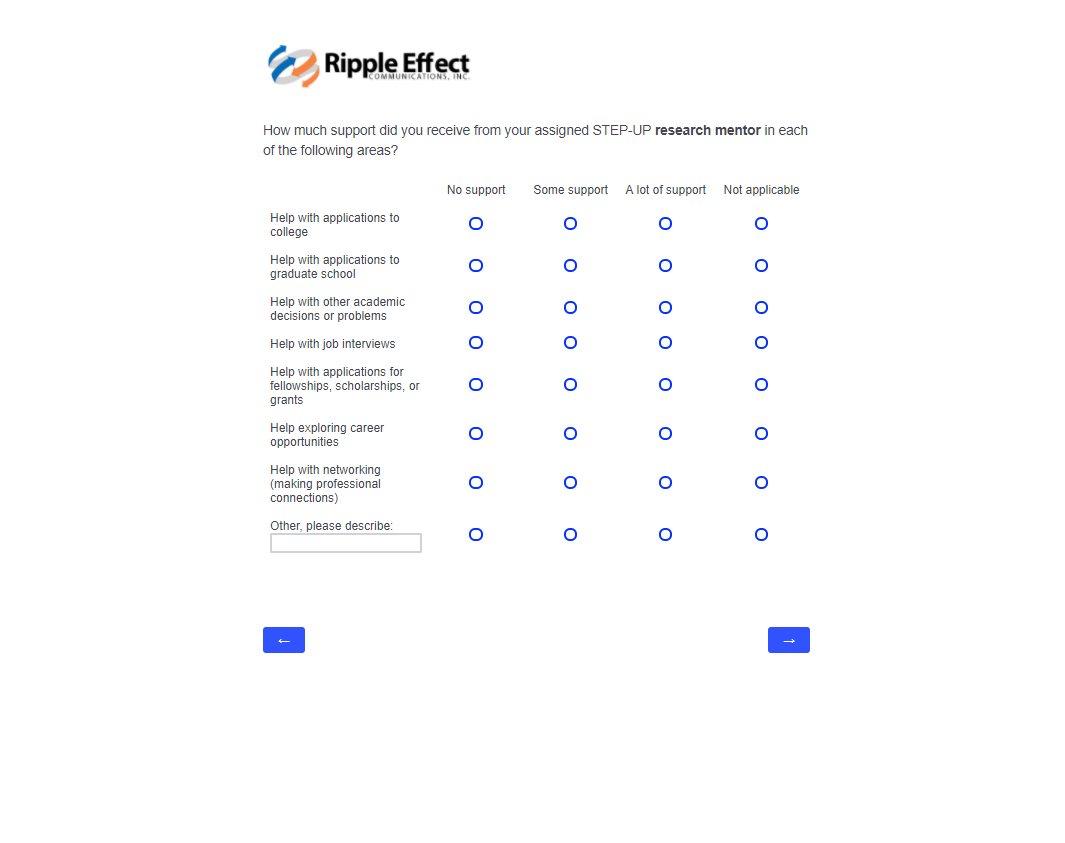 Ripple Effect
COMMUNICATIONS, INC.
How much support did you receive from your assigned STEP-UP research mentor in each
of the following areas?
No support Some support A lot of support Not applicable
Help with applications to
college
Help with applications to
graduate school
Help with other academic
decisions or problems
Help with job interviews
Help with applications for
fellowships, scholarships, or
grants
Help exploring career
opportunities
Help with networking
(making professional
connections)
Other, please describe:
← →